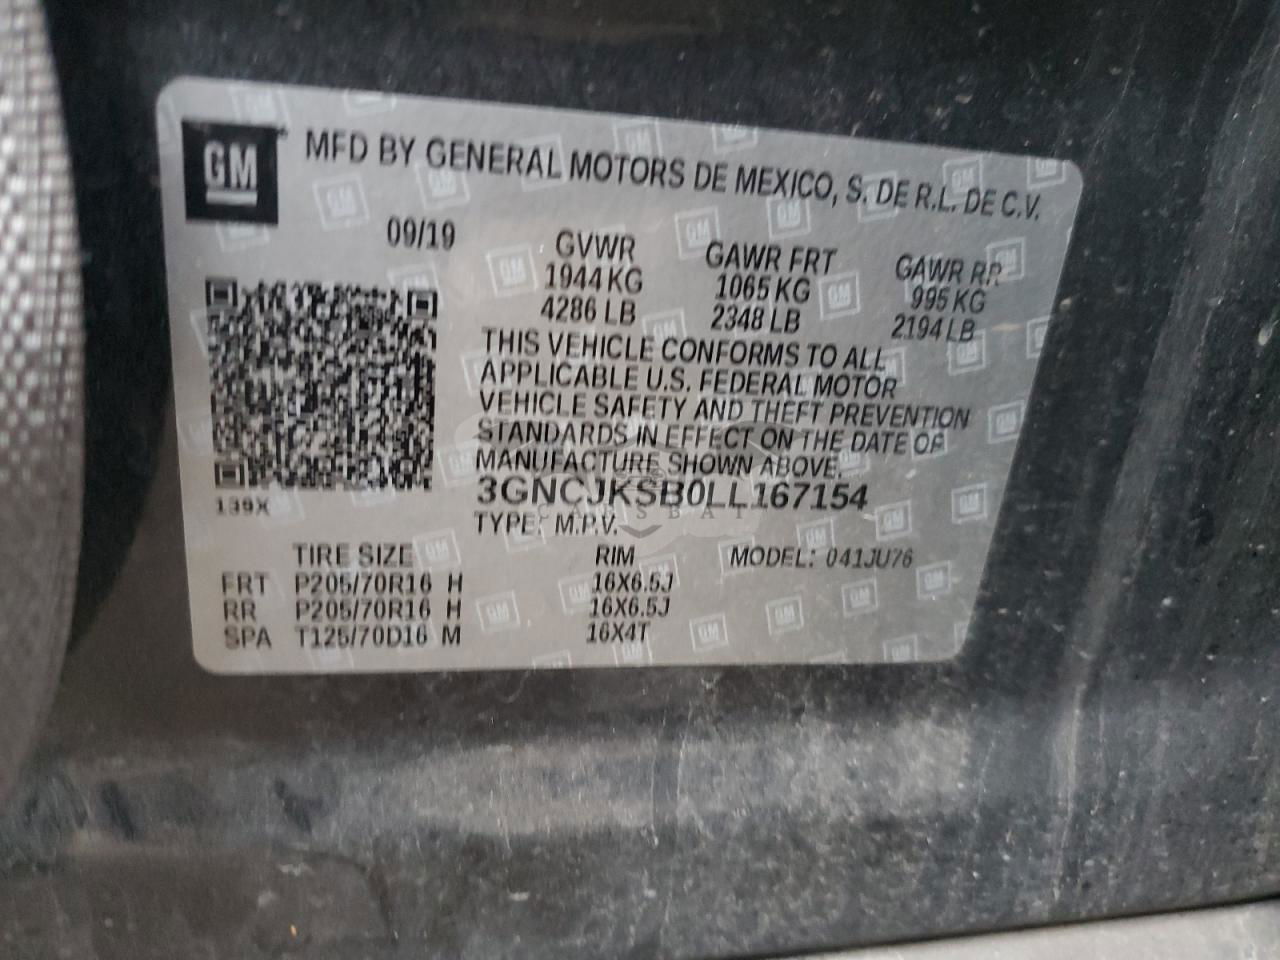 GM MFD BY GENERAL MOTORS DE MEXICO, S. DE R.L. DE C.V.
09/19 GVWR GAWR FRT GAWR RR
1944 KG 1065 KG 995 KG
4286 LB 2348 LB 2194 LB
THIS VEHICLE CONFORMS TO ALL
APPLICABLE U.S. FEDERAL MOTOR
VEHICLE SAFETY AND THEFT PREVENTION
STANDARDS IN EFFECT ON THE DATE OF
MANUFACTURE SHOWN ABOVE.
3GNCJKSB0LL167154
139X
TYPE: M.P.V.
CARSBAT
TIRE SIZE RIM MODEL: 041JU76
FRT P205/70R16 H 16X6.5J
RR P205/70R16 H 16X6.5J
SPA T125/70D16 M 16X4T